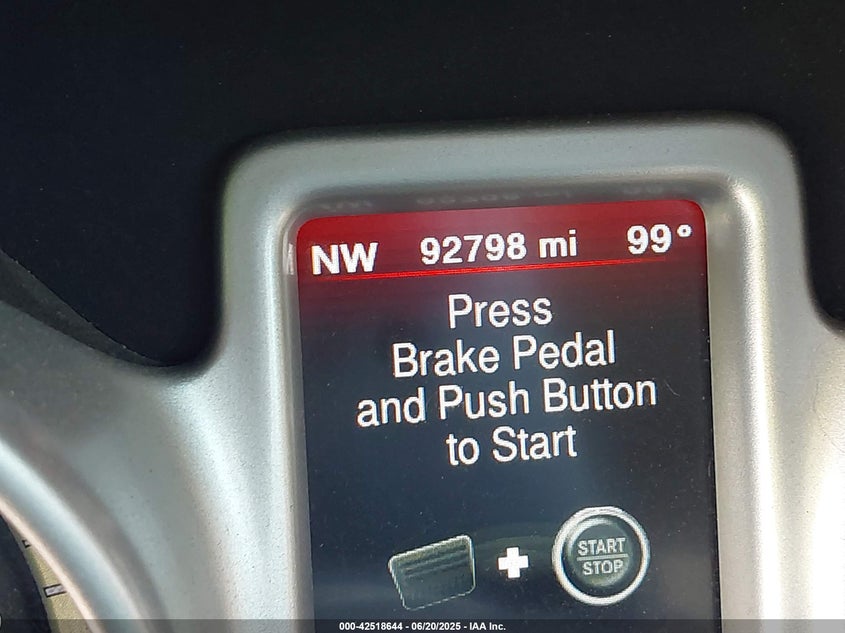 NW 92798 mi 99°
Press
Brake Pedal
and Push Button
to Start
START
STOP
000-42518644 - 06/20/2025 - IAA Inc.